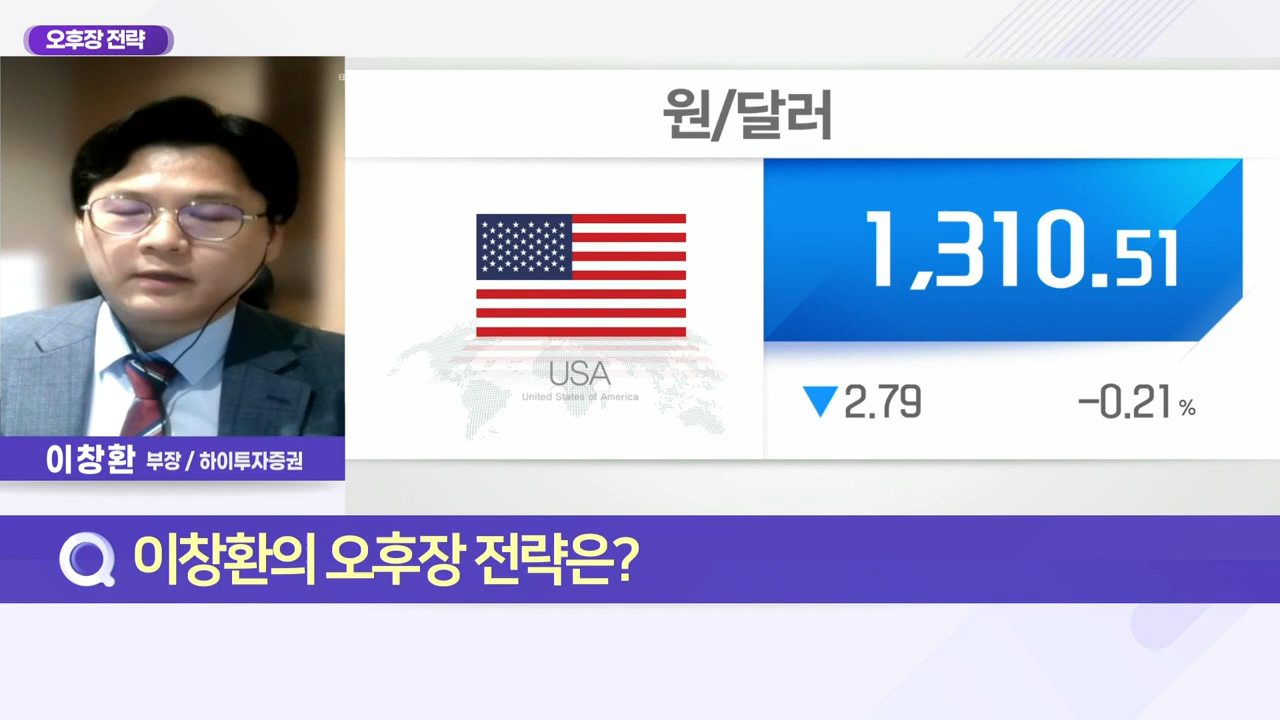 오후장 전략
원/달러
1,310.51
USA
United States of America
▼2.79 -0.21 %
이창환 부장 / 하이투자증권
이창환의 오후장 전략은?